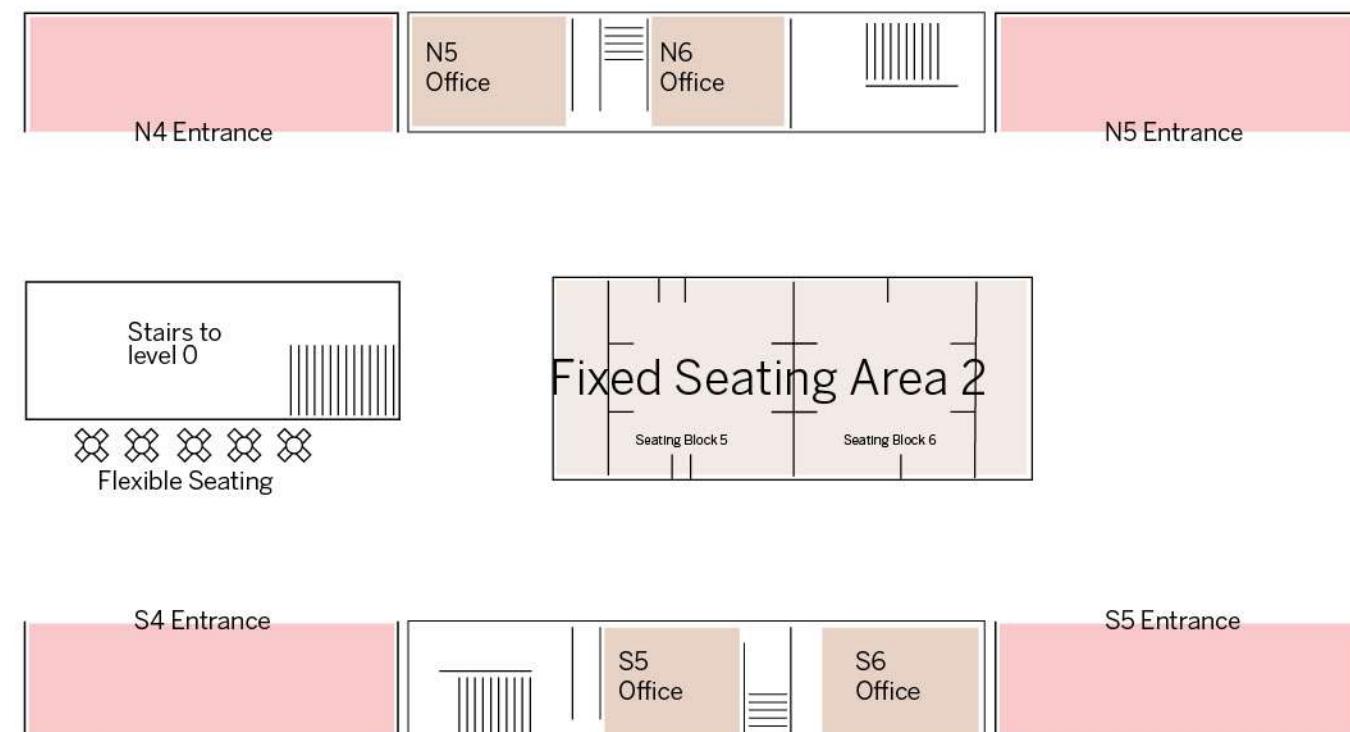 N5
Office
N6
Office
N4 Entrance
N5 Entrance
Stairs to
level 0
Fixed Seating Area 2
Seating Block 5
Seating Block 6
Flexible Seating
S4 Entrance
S5 Entrance
S5
Office
S6
Office